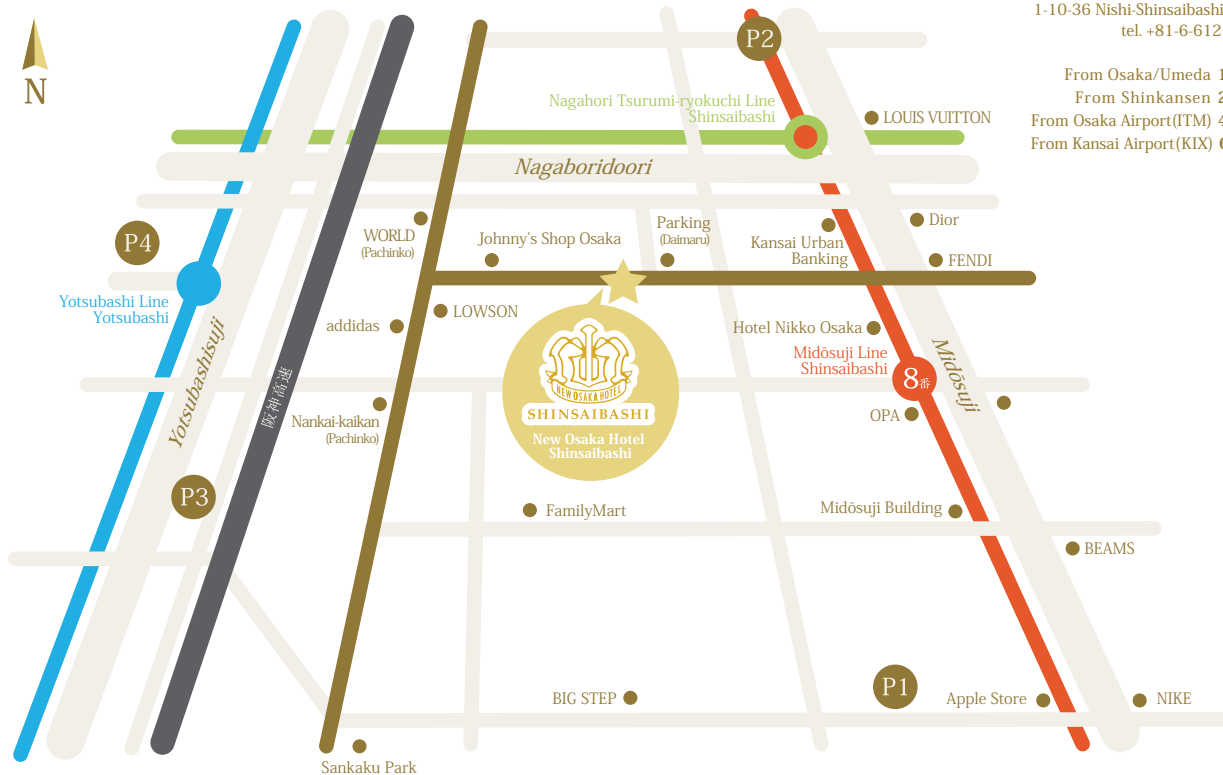 1-10-36 Nishi-Shinsaibashi
tel. +81-6-612
From Osaka/Umeda 1
From Shinkansen 2
From Osaka Airport(ITM) 4
From Kansai Airport(KIX) 6
N
P2
Nagahori Tsurumi-ryokuchi Line
Shinsaibashi
LOUIS VUITTON
Nagaboridoori
P4
WORLD
(Pachinko)
Johnny's Shop Osaka
Parking
(Daimaru)
Kansai Urban
Banking
Dior
FENDI
Yotsubashi Line
Yotsubashi
LOWSON
addidas
Hotel Nikko Osaka
Midōsuji Line
Shinsaibashi
8番
Midōsuji
Yotsubashisuji
阪神高速
NEW OSAKA HOTEL
SHINSAIBASHI
New Osaka Hotel
Shinsaibashi
Nankai-kaikan
(Pachinko)
OPA
P3
FamilyMart
Midōsuji Building
BEAMS
P1
BIG STEP
Apple Store
NIKE
Sankaku Park